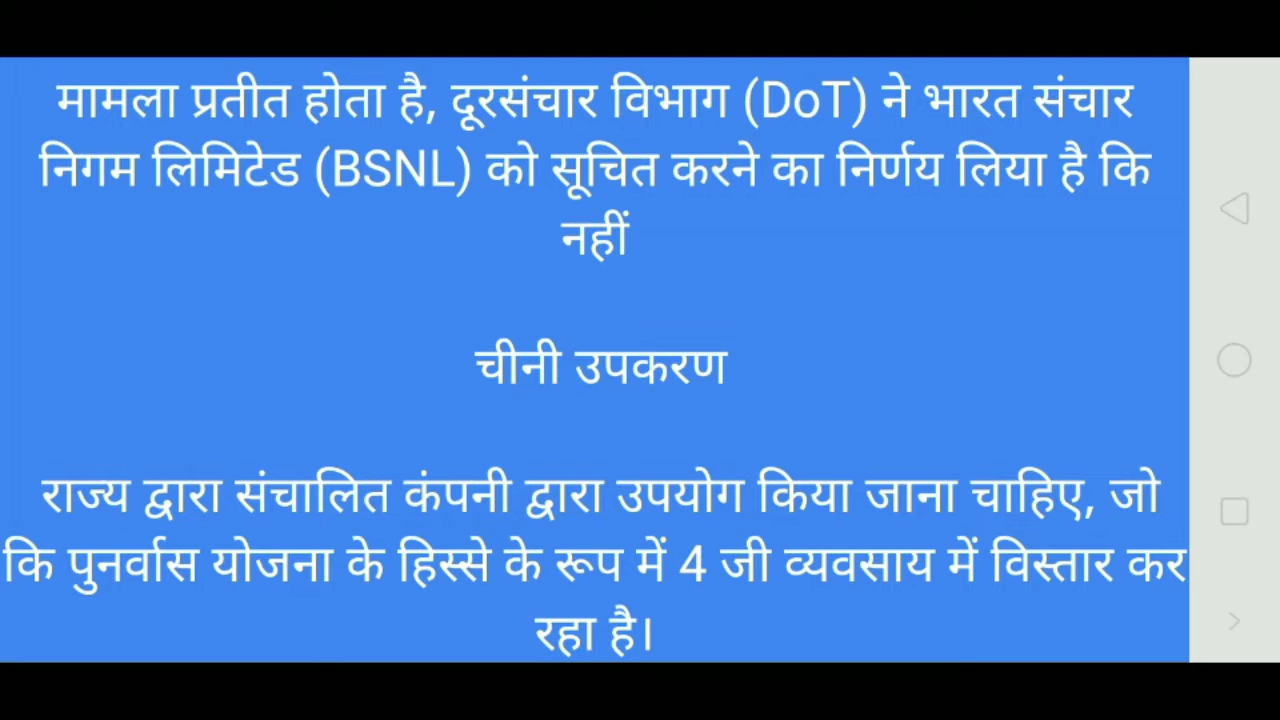 मामला प्रतीत होता है, दूरसंचार विभाग (DoT) ने भारत संचार
निगम लिमिटेड (BSNL) को सूचित करने का निर्णय लिया है कि
नहीं
चीनी उपकरण
राज्य द्वारा संचालित कंपनी द्वारा उपयोग किया जाना चाहिए, जो
कि पुनर्वास योजना के हिस्से के रूप में 4 जी व्यवसाय में विस्तार कर
रहा है।